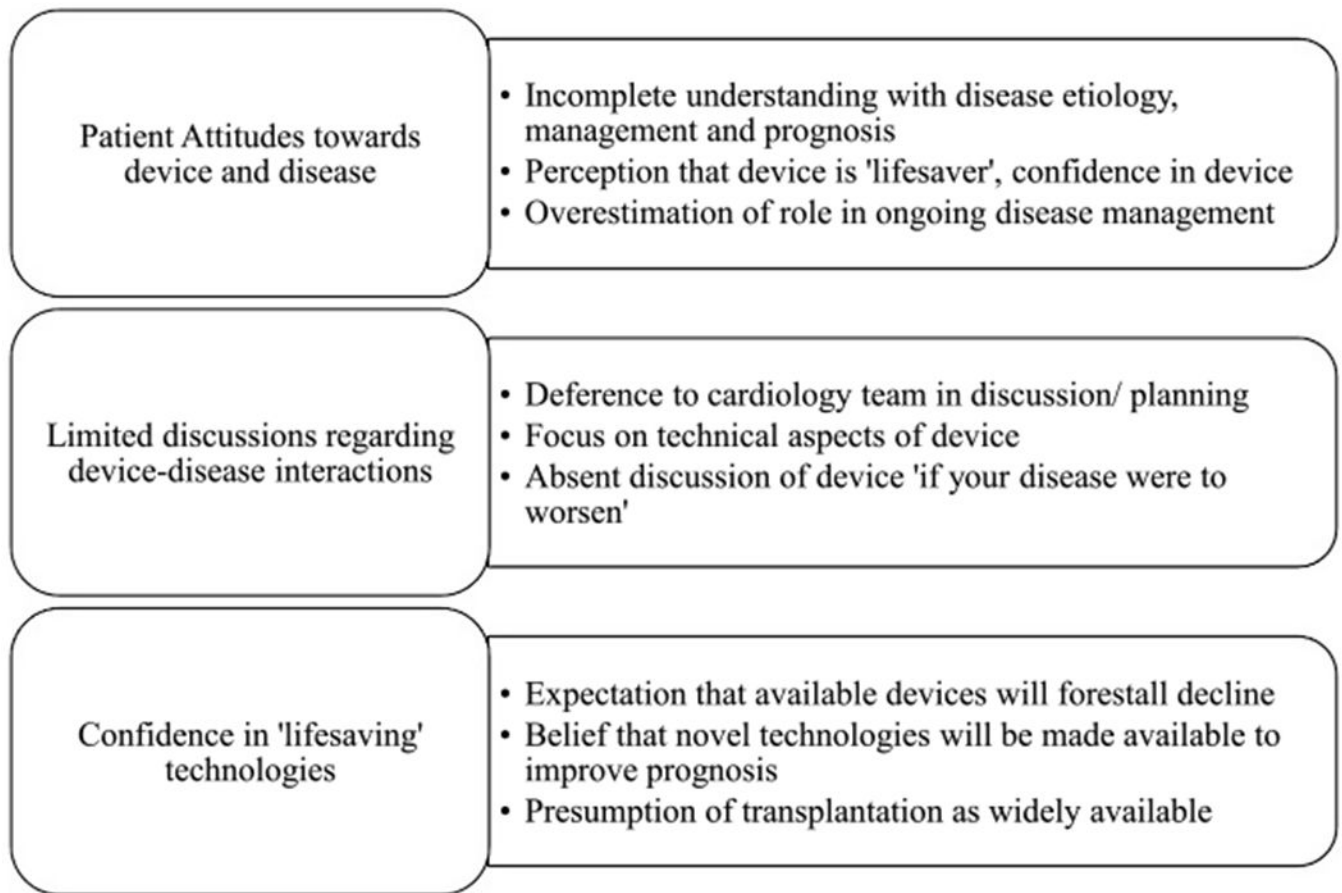 Patient Attitudes towards
device and disease
• Incomplete understanding with disease etiology,
management and prognosis
• Perception that device is 'lifesaver', confidence in device
• Overestimation of role in ongoing disease management
Limited discussions regarding
device-disease interactions
• Deference to cardiology team in discussion/ planning
• Focus on technical aspects of device
• Absent discussion of device 'if your disease were to
worsen'
Confidence in 'lifesaving'
technologies
• Expectation that available devices will forestall decline
• Belief that novel technologies will be made available to
improve prognosis
• Presumption of transplantation as widely available